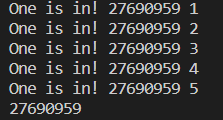 One is in! 27690959 1
One is in! 27690959 2
One is in! 27690959 3
One is in! 27690959 4
One is in! 27690959 5
27690959